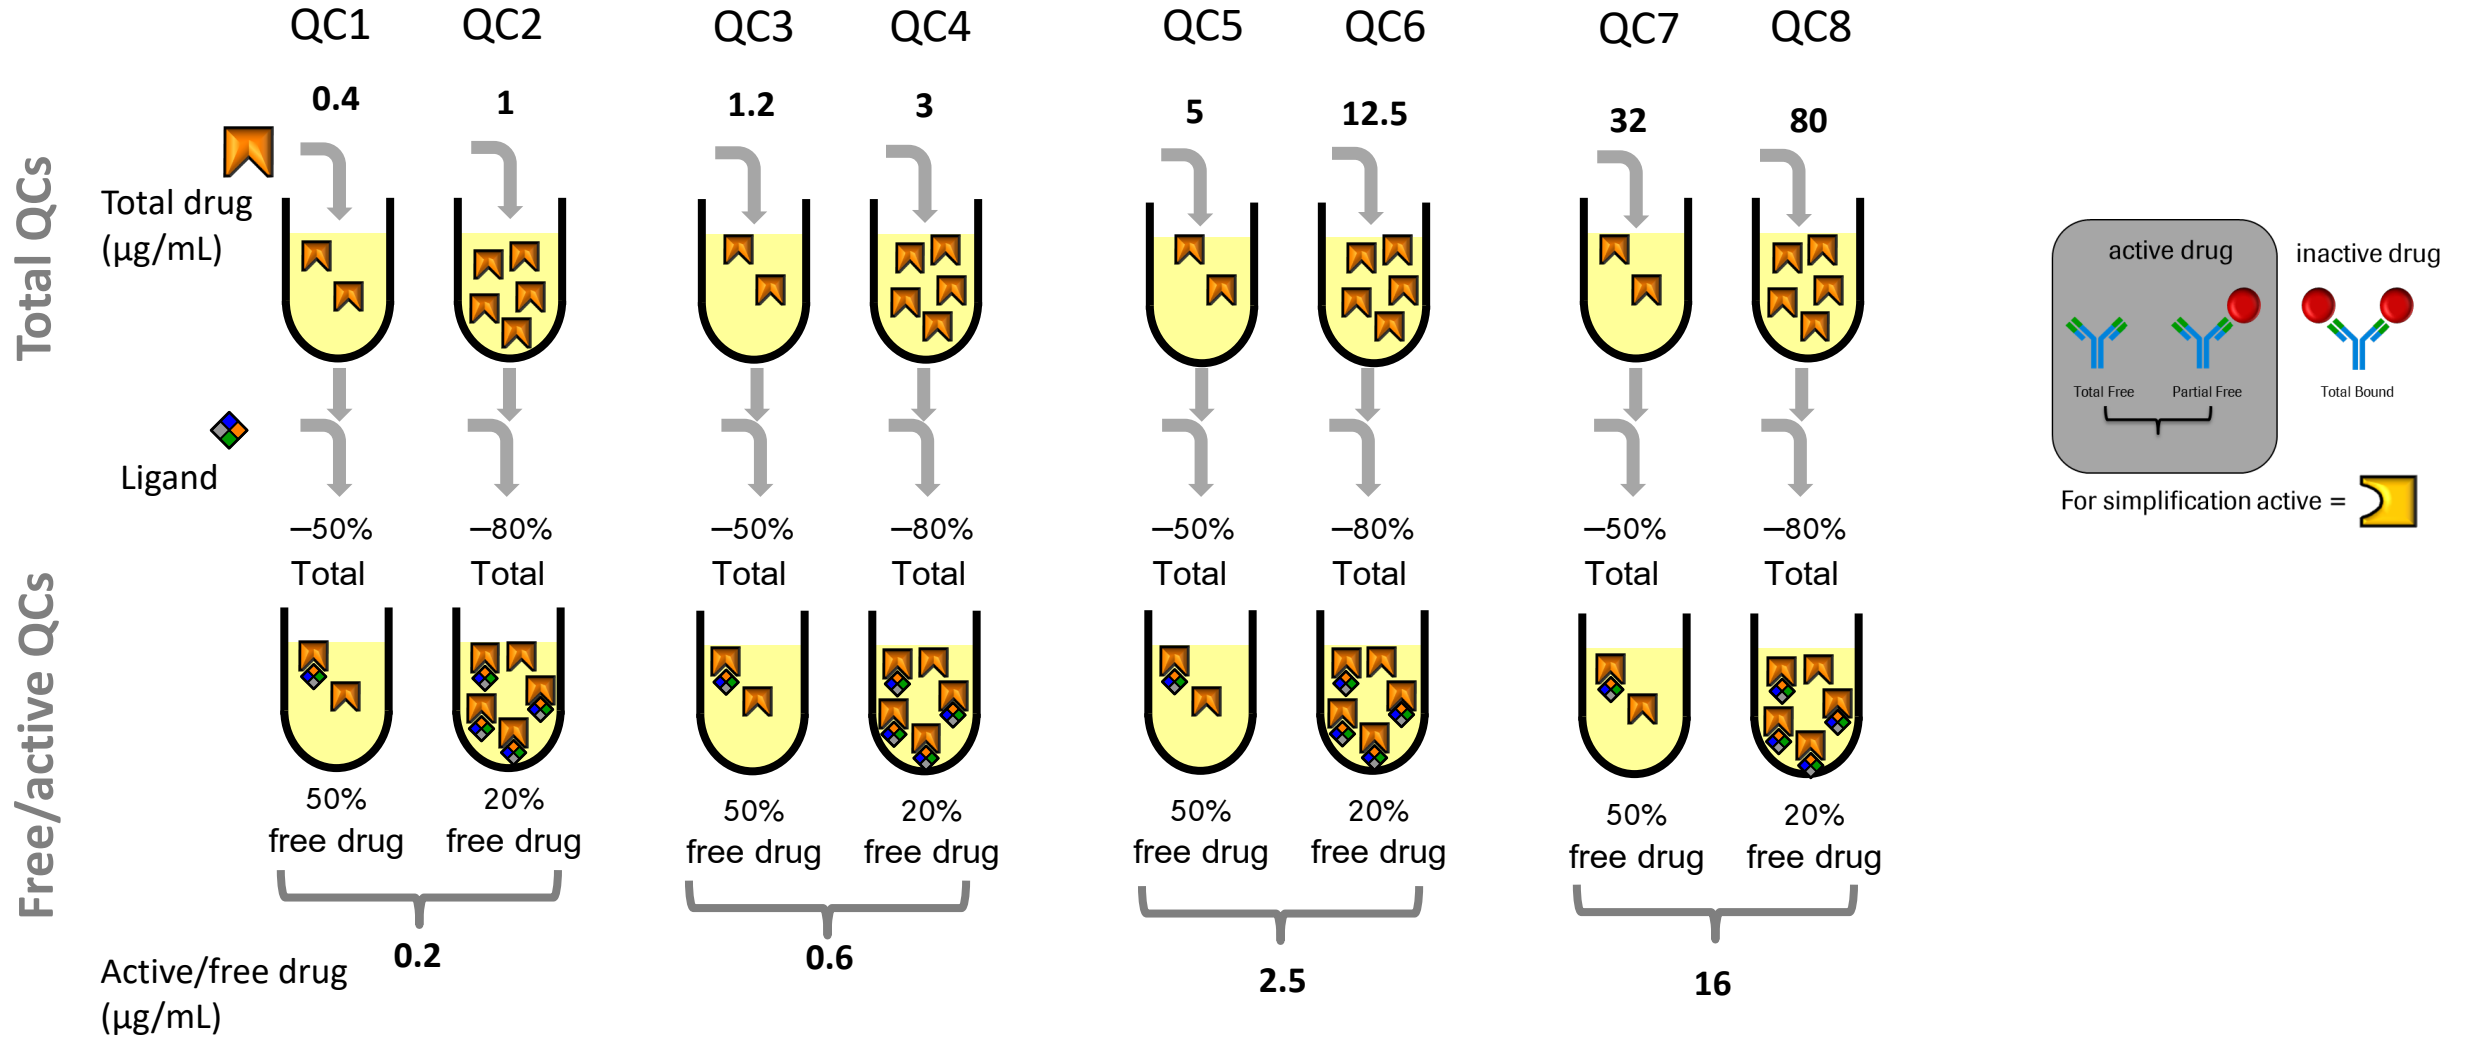 QC1 QC2 QC3 QC4 QC5 QC6 QC7 QC8
0.4 1 1.2 3 5 12.5 32 80
Total QCs
Total drug
(µg/mL)
Ligand
–50% –80% –50% –80% –50% –80% –50% –80%
Total Total Total Total Total Total Total Total
Free/active QCs
50% 20% 50% 20% 50% 20% 50% 20%
free drug free drug free drug free drug free drug free drug free drug free drug
Active/free drug
(µg/mL)
0.2 0.6 2.5 16
active drug
inactive drug
Total Free
Partial Free
Total Bound
For simplification active =